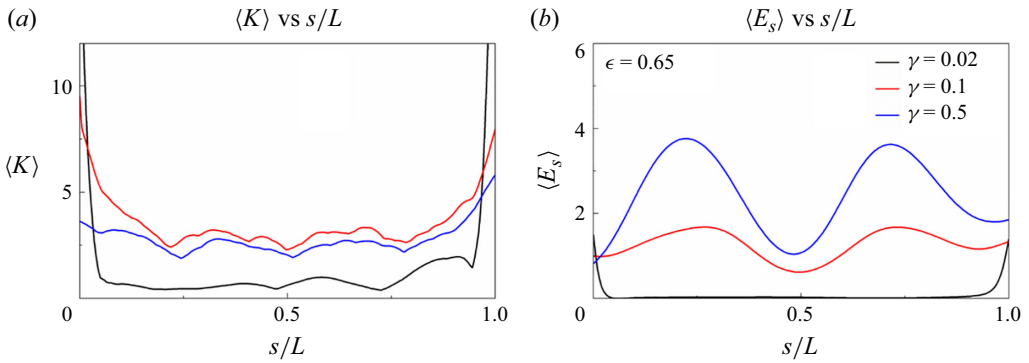 (a) ⟨K⟩ vs s/L
10
5
⟨K⟩
0 0.5 1.0
s/L
(b) ⟨E_s⟩ vs s/L
6
4
2
0
⟨E_s⟩
ϵ = 0.65
γ = 0.02
γ = 0.1
γ = 0.5
0 0.5 1.0
s/L